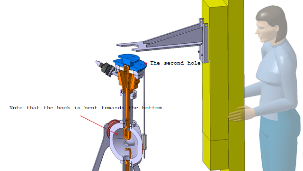 The second hole
Note that the hook is bent towards the bottom